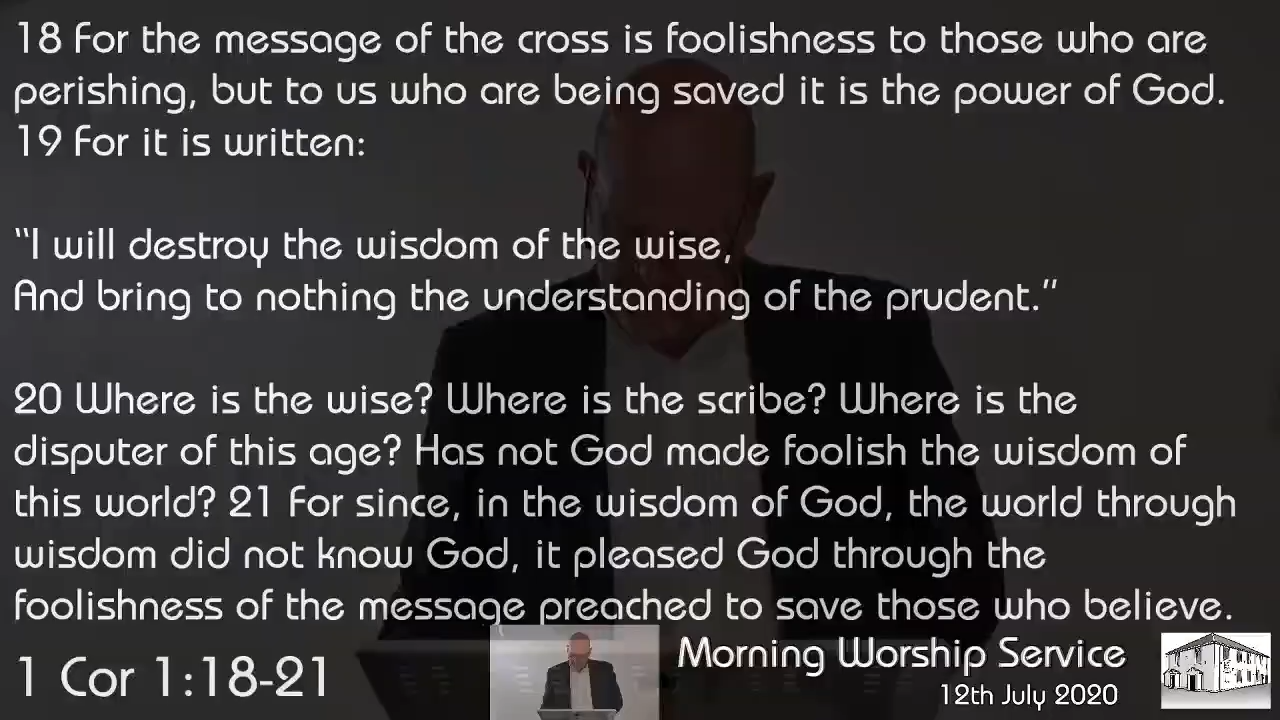 18 For the message of the cross is foolishness to those who are
perishing, but to us who are being saved it is the power of God.
19 For it is written:
“I will destroy the wisdom of the wise,
And bring to nothing the understanding of the prudent.”
20 Where is the wise? Where is the scribe? Where is the
disputer of this age? Has not God made foolish the wisdom of
this world? 21 For since, in the wisdom of God, the world through
wisdom did not know God, it pleased God through the
foolishness of the message preached to save those who believe.
1 Cor 1:18-21
Morning Worship Service
12th July 2020